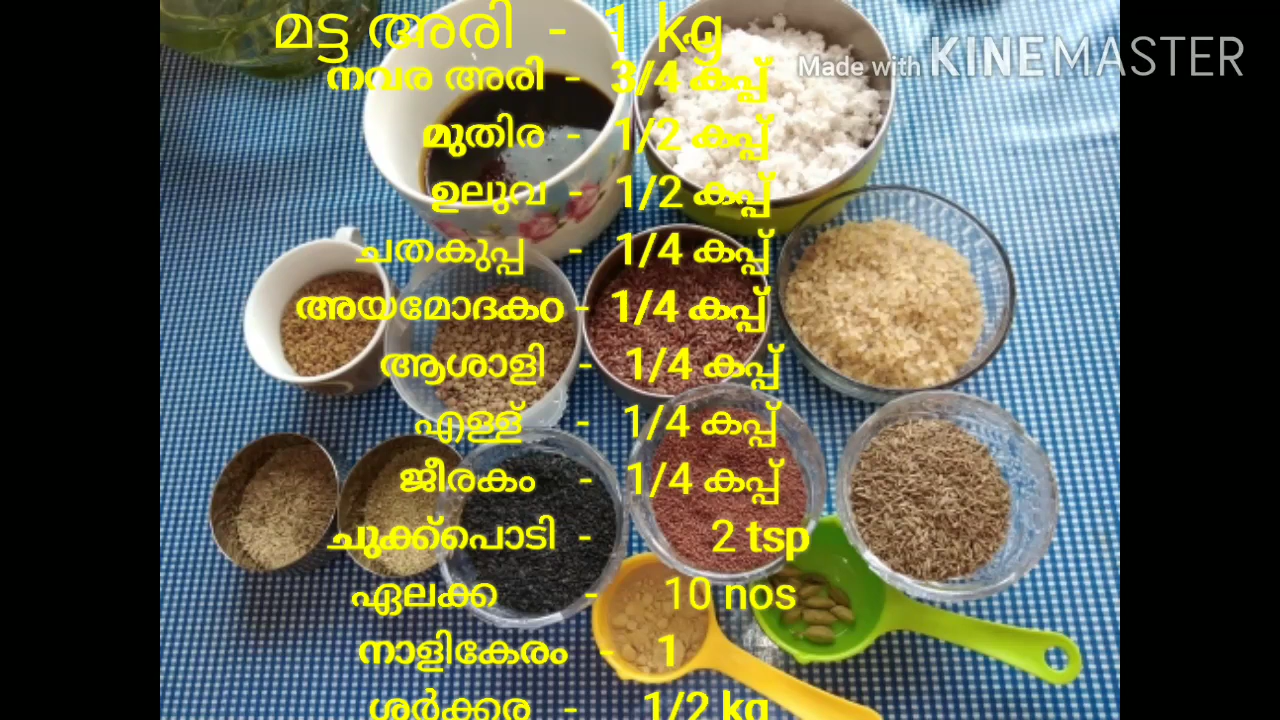 മട്ട അരി - 1 kg
Made with KINEMASTER
നവര അരി - 3/4 കപ്പ്
മുതിര - 1/2 കപ്പ്
ഉലുവ - 1/2 കപ്പ്
ചതകുപ്പ - 1/4 കപ്പ്
അയമോദകം - 1/4 കപ്പ്
ആശാളി - 1/4 കപ്പ്
എള്ള് - 1/4 കപ്പ്
ജീരകം - 1/4 കപ്പ്
ചുക്ക്പൊടി - 2 tsp
ഏലക്ക - 10 nos
നാളികേരം - 1
ശർക്കര - 1/2 kg